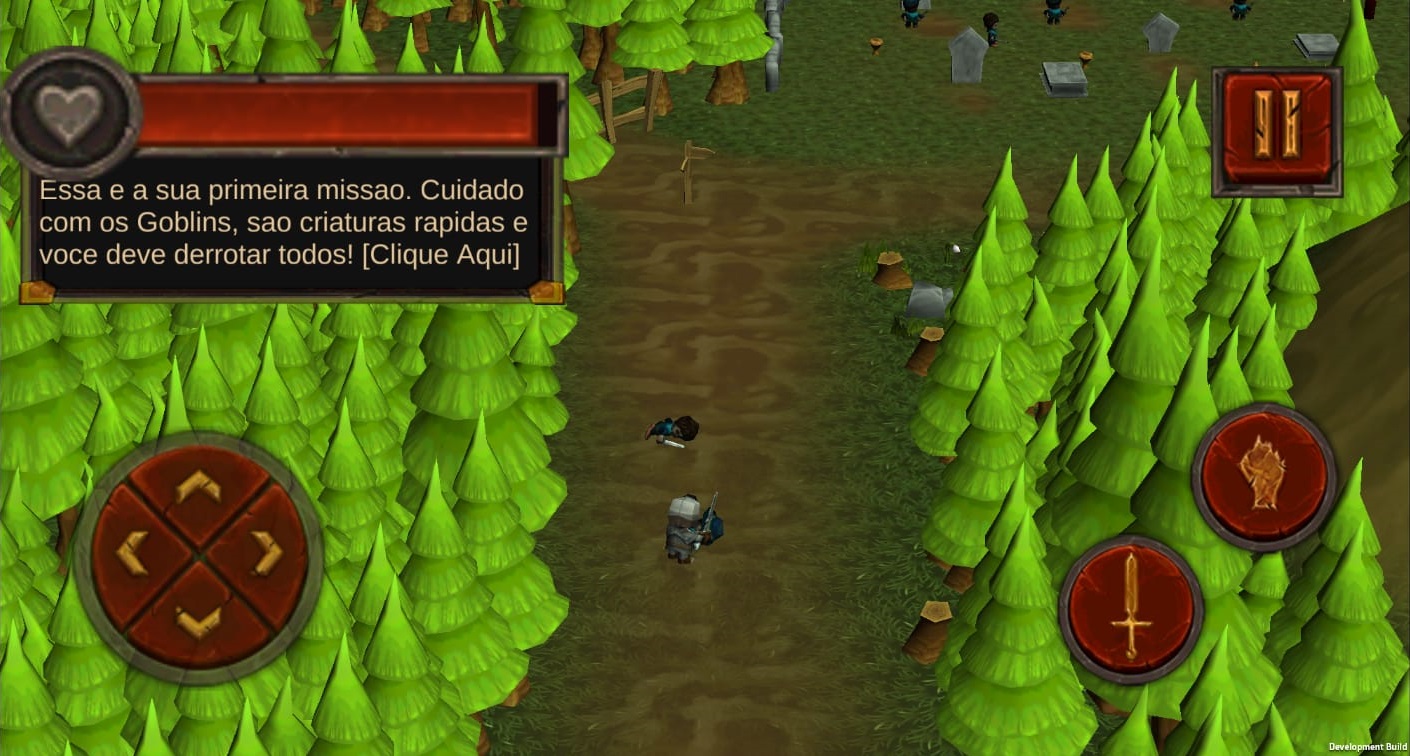 Essa e a sua primeira missao. Cuidado
com os Goblins, sao criaturas rapidas e
voce deve derrotar todos! [Clique Aqui]
Development Build